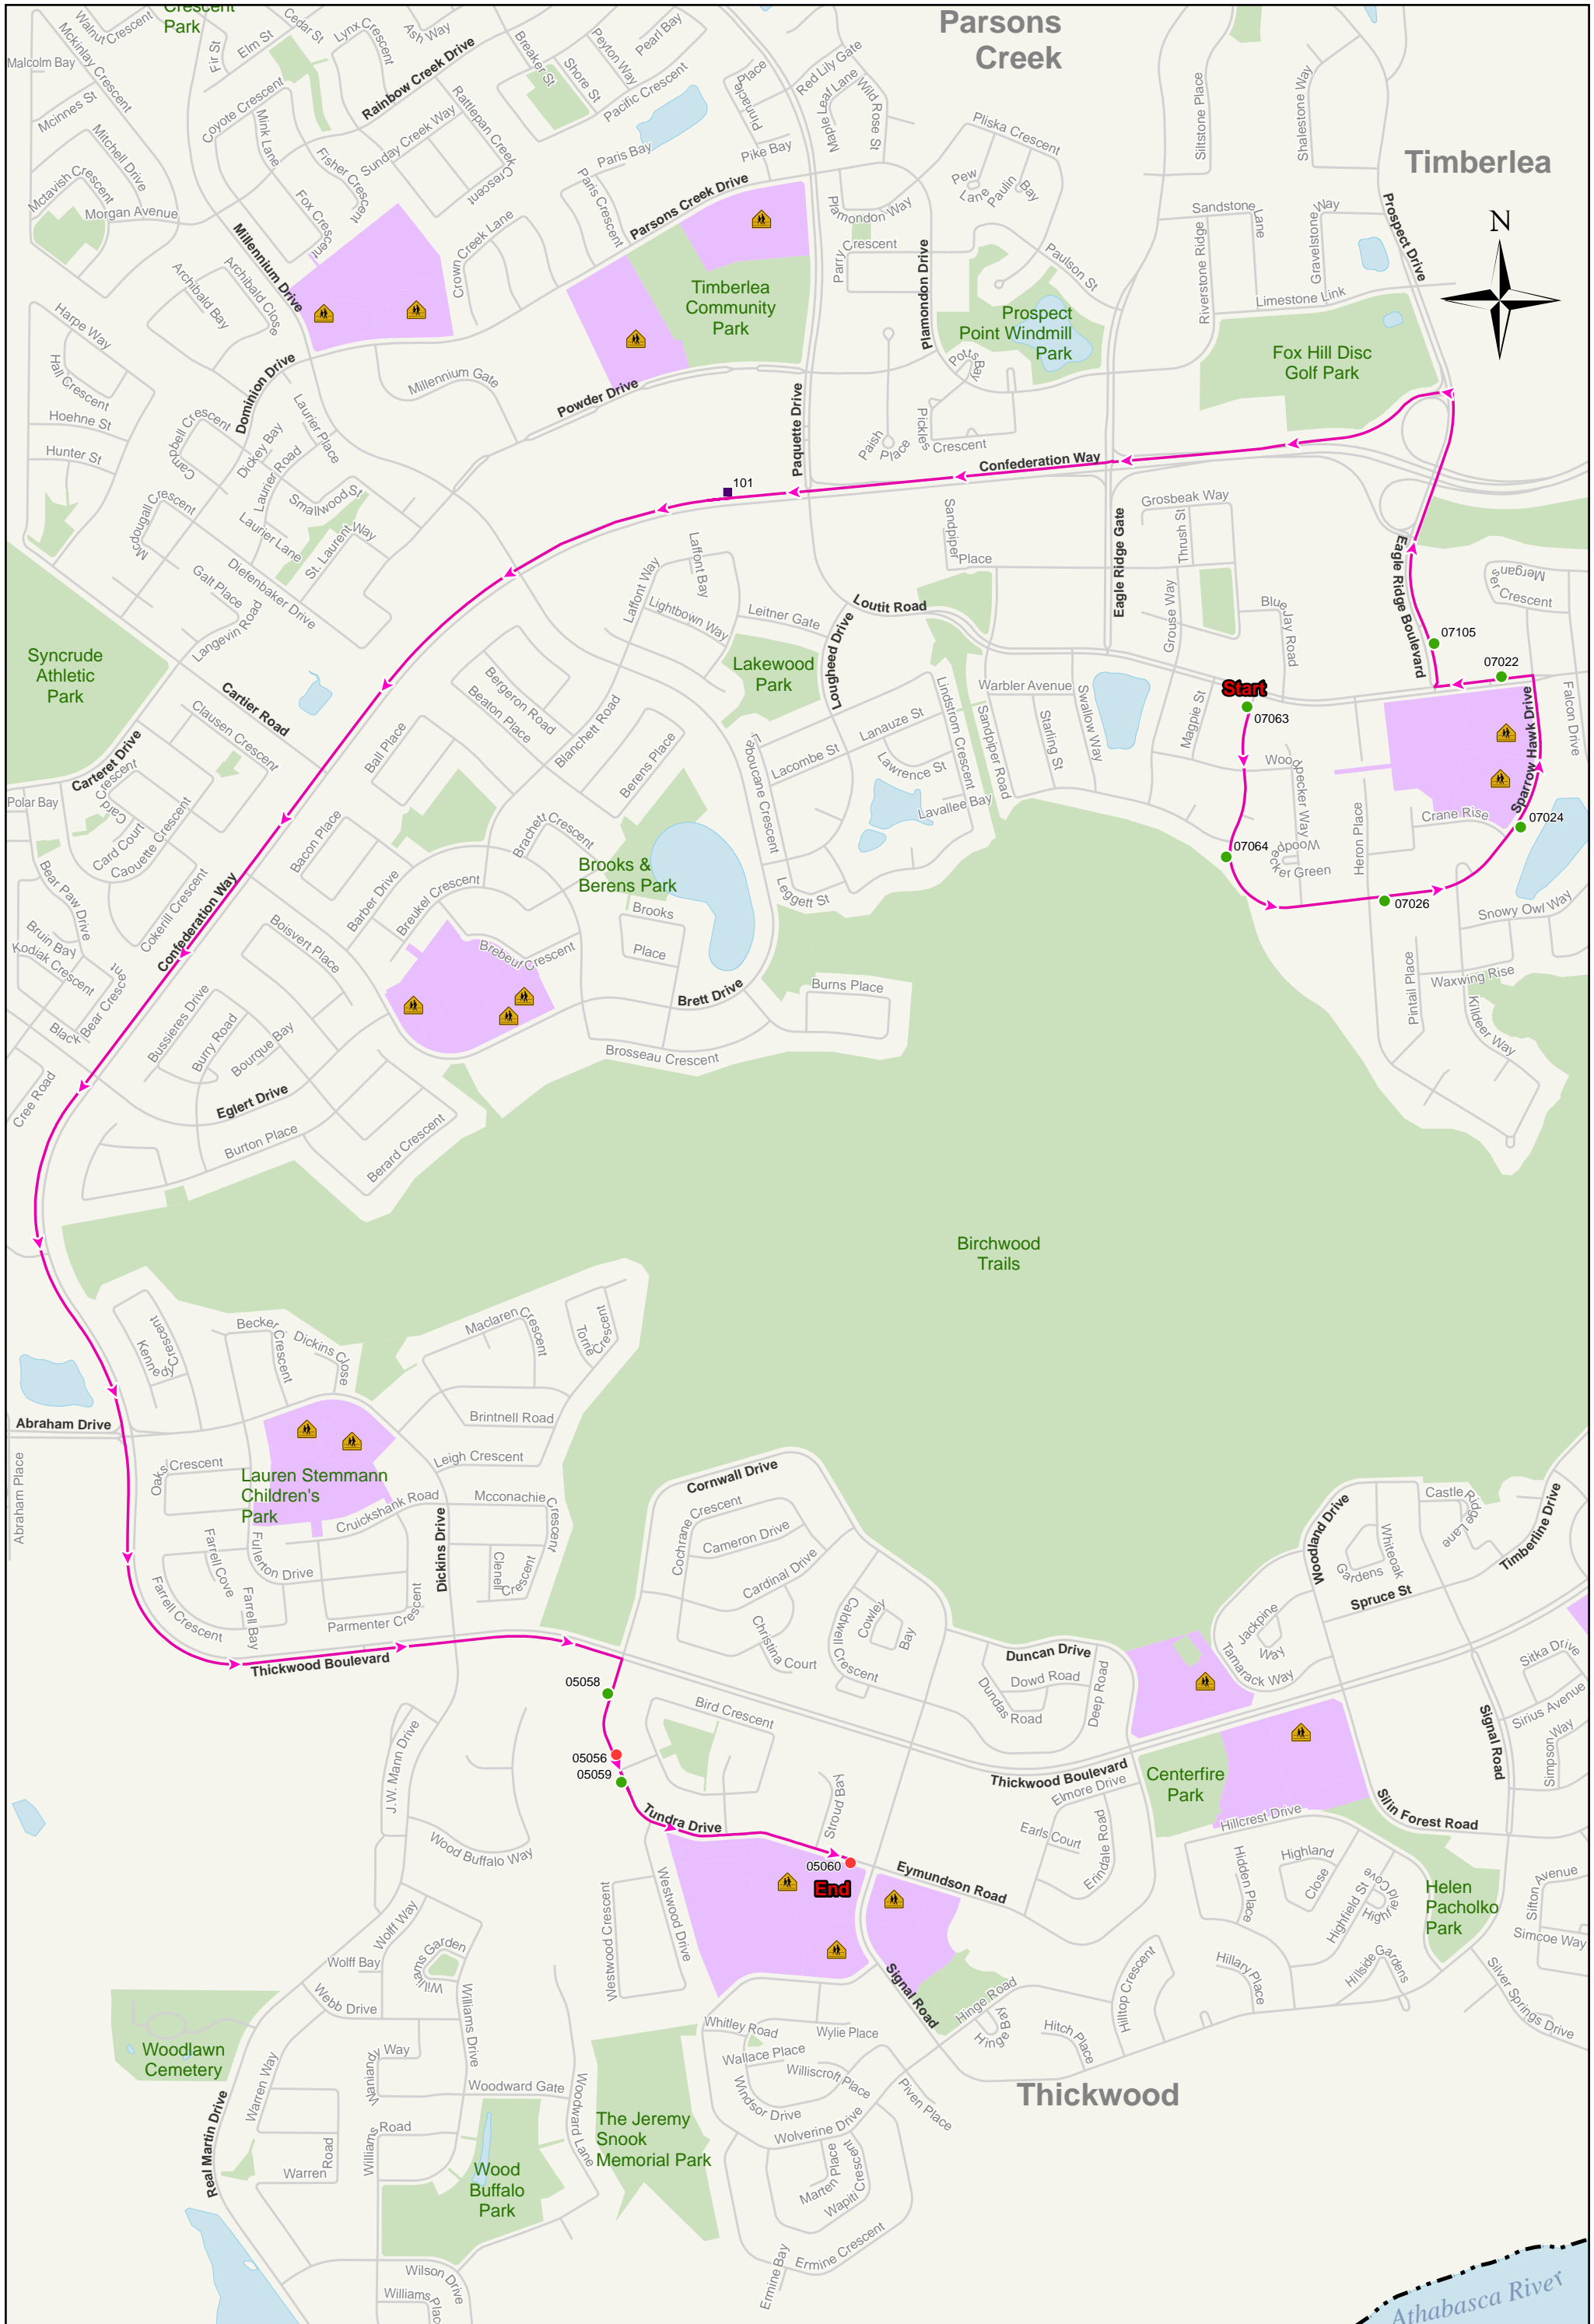 Crescent
Park
Parsons
Creek
Timberlea
N
Malcolm Bay
Walnut Crescent
Mckinlay Crescent
Mcinnes St
Mitchell Drive
Mctavish Crescent
Morgan Avenue
Fir St
Elm St
Cedar St
Lynx Crescent
Ash Way
Rainbow Creek Drive
Coyote Crescent
Mink Lane
Fisher Crescent
Sunday Creek Way
Rattlepan Creek
Crescent
Fox Crescent
Breaker St
Shore St
Peyton Way
Pearl Bay
Pacific Crescent
Pinnacle
Place
Red Lily Gate
Maple Leaf Lane
Wild Rose St
Pike Bay
Paris Bay
Paris Crescent
Parsons Creek Drive
Plamondon Way
Parry
Crescent
Pliska Crescent
Pew
Lane
Paulin
Bay
Paulson St
Plamondon Drive
Siltstone Place
Shalestone Way
Sandstone
Lane
Gravelstone
Way
Riverstone Ridge
Limestone Link
Prospect Drive
Millennium Drive
Archibald Close
Archibald Bay
Crown Creek Lane
Timberlea
Community
Park
Prospect
Point Windmill
Park
Fox Hill Disc
Golf Park
Harpe Way
Hall Crescent
Hoehne St
Hunter St
Dominion Drive
Millennium Gate
Powder Drive
Laurier Place
Campbell Crescent
Dickey Bay
Laurier Road
Smallwood St
Laurier Lane
St. Laurent
Way
Mcdougall Crescent
Galt Place
Diefenbaker Drive
Langevin Road
Paquette Drive
Potts
Bay
Pickles
Crescent
Paish
Place
Confederation Way
101
Sandpiper
Place
Grosbeak Way
Thrush St
Eagle Ridge Gate
Grouse Way
Blue
Jay Road
Eagle Ridge Boulevard
Merganser Crescent
07105
07022
Falcon Drive
Laffont Way
Laffont Bay
Lightbown Way
Leitner Gate
Loutit Road
Lougheed Drive
Lakewood
Park
Syncrude
Athletic
Park
Cartier Road
Clausen Crescent
Carteret Drive
Polar Bay
Card
Crescent
Card Court
Caouette Crescent
Cokerill Crescent
Bear Paw Drive
Bruin Bay
Kodiak Crescent
Black
Bear Crescent
Cree Road
Bergeron Road
Beaton Place
Blanchett Road
Berens Place
Ball Place
Bacon Place
Brachett Crescent
Barber Drive
Breukel Crescent
Boisvert Place
Brooks &
Berens Park
Brooks
Place
Brebeuf Crescent
Brett Drive
Burns Place
Brosseau Crescent
Confederation Way
Bussieres Drive
Burry Road
Bourque Bay
Eglert Drive
Burton Place
Berard Crescent
Leboucane Crescent
Lacombe St
Lanauze St
Lawrence St
Lavallee Bay
Lindstrom Crescent
Leggett St
Sandpiper Road
Warbler Avenue
Starling St
Swallow Way
Magpie St
Start
07063
07064
Woodpecker Way
Woodpecker Green
Heron Place
Crane Rise
Sparrow Hawk Drive
07024
07026
Snowy Owl Way
Pintail Place
Waxwing Rise
Killdeer Way
Birchwood
Trails
Abraham Drive
Abraham Place
Kennedy
Crescent
Becker
Crescent
Dickins Close
Maclaren
Crescent
Torrie
Crescent
Brintnell Road
Leigh Crescent
Oaks Crescent
Lauren Stemmann
Children's
Park
Cruickshank Road
Mcconachie
Crescent
Clenell
Crescent
Dickins Drive
Farrell Cove
Fullerton Drive
Farrell Bay
Farrell Crescent
Parmenter Crescent
Thickwood Boulevard
Cornwall Drive
Cochrane
Crescent
Cameron Drive
Cardinal Drive
Christina Court
Caldwell Crescent
Cowley
Bay
05058
05056
05059
Bird Crescent
Tundra Drive
Stroud Bay
05060
End
Eymundson Road
Duncan Drive
Dowd Road
Dundas
Road
Deep Road
Thickwood Boulevard
Elmore Drive
Earls Court
Erindale Road
Centerfire
Park
Woodland Drive
Castle
Ridge Lane
Whiteoak
Gardens
Spruce St
Timberline Drive
Jackpine
Way
Tamarack Way
Sitka Drive
Sirius Avenue
Simpson Way
Signal Road
Silin Forest Road
Hillcrest Drive
Hidden Place
Highland
Close
Highfield St
Highfield Cove
Helen
Pacholko
Park
Sifton Avenue
Simcoe Way
Silver Springs Drive
Hillside
Gardens
Hillary Place
Hilltop Crescent
Hitch Place
Hinge Road
Hinge
Bay
Signal Road
J.W. Mann Drive
Wood Buffalo Way
Westwood Crescent
Westwood Drive
Wolff Way
Wolff Bay
Williams Garden
Webb Drive
Williams Drive
Woodlawn
Cemetery
Warren Way
Waniandy
Way
Woodward Gate
Woodward Lane
Real Martin Drive
Williams
Road
Warren
Road
Wood
Buffalo
Park
The Jeremy
Snook
Memorial Park
Whitley Road
Wylie Place
Wallace Place
Williscroft Place
Windsor Drive
Wolverine Drive
Piven Place
Marten Place
Wapiti
Crescent
Ermine Crescent
Ermine Bay
Wilson Drive
Williams Place
Thickwood
Athabasca River